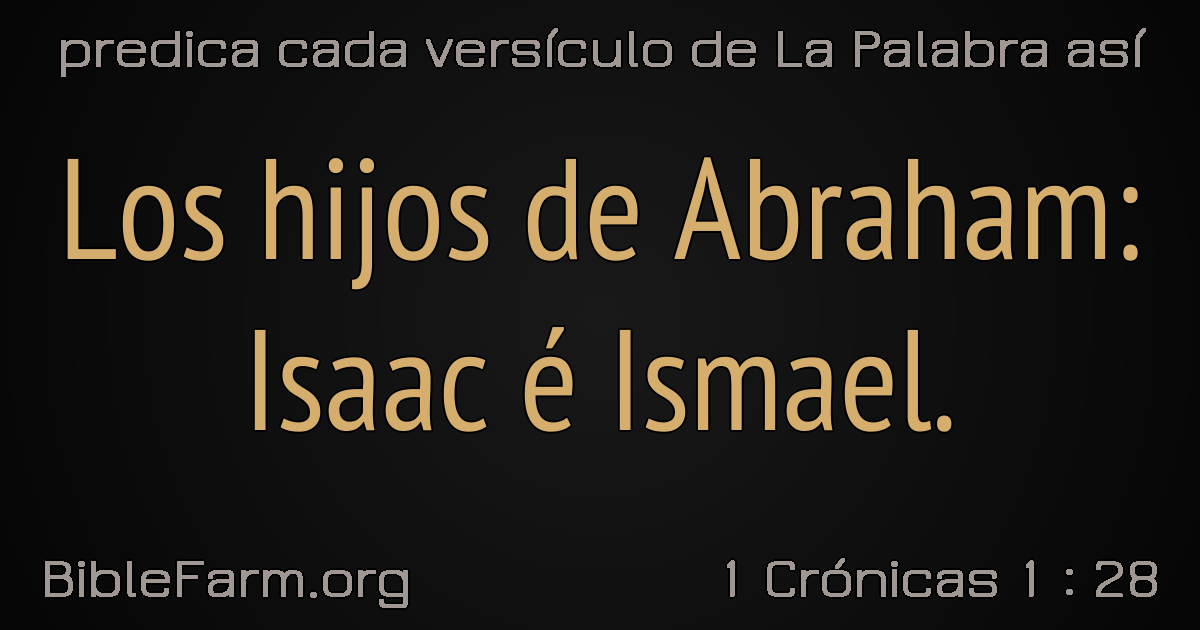 predica cada versículo de La Palabra así
Los hijos de Abraham:
Isaac é Ismael.
BibleFarm.org
1 Crónicas 1 : 28